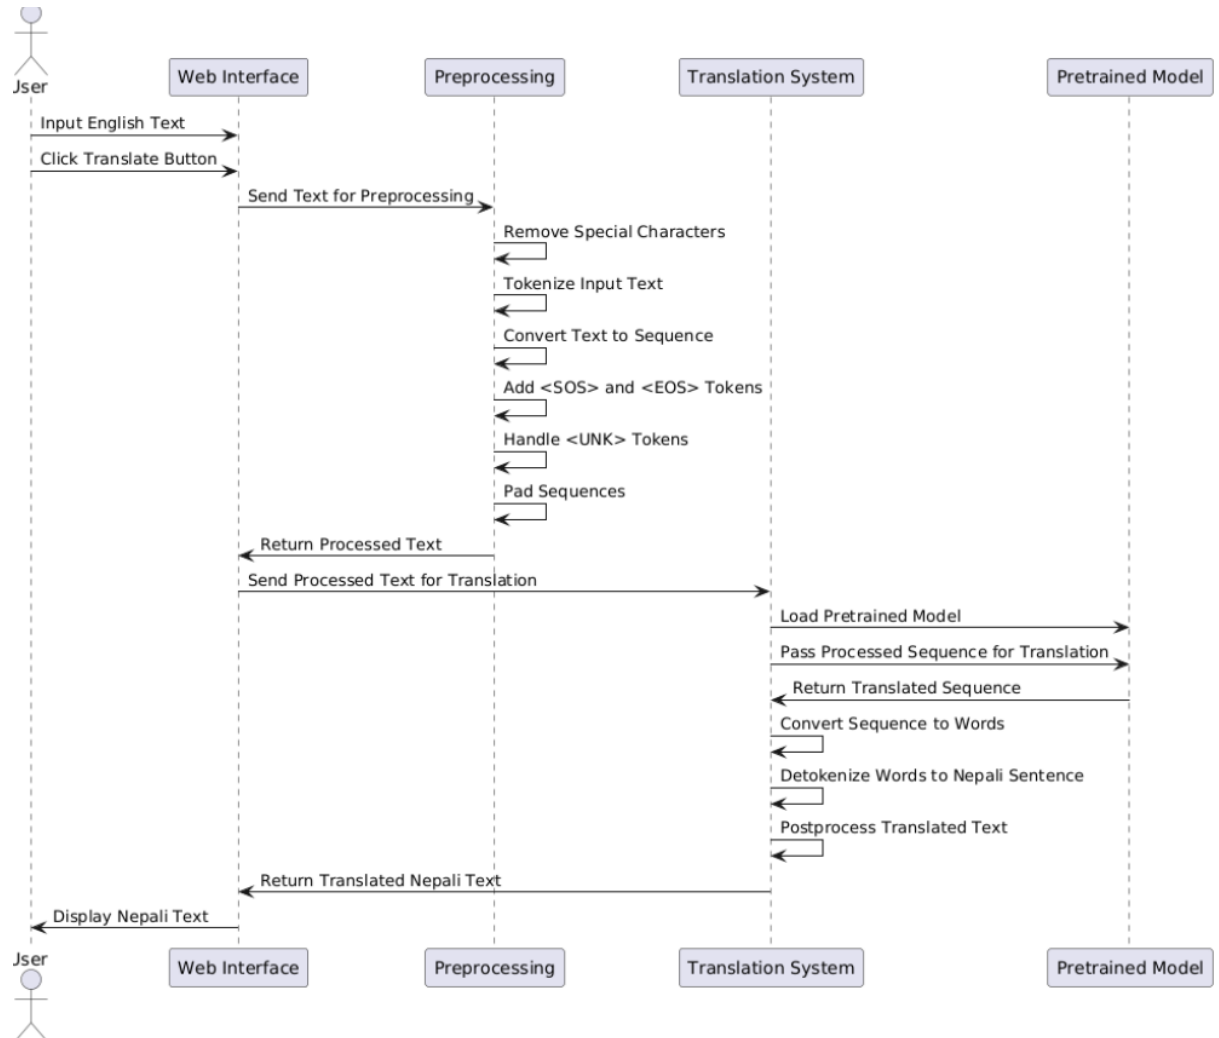 User
Web Interface
Preprocessing
Translation System
Pretrained Model
Input English Text
Click Translate Button
Send Text for Preprocessing
Remove Special Characters
Tokenize Input Text
Convert Text to Sequence
Add <SOS> and <EOS> Tokens
Handle <UNK> Tokens
Pad Sequences
Return Processed Text
Send Processed Text for Translation
Load Pretrained Model
Pass Processed Sequence for Translation
Return Translated Sequence
Convert Sequence to Words
Detokenize Words to Nepali Sentence
Postprocess Translated Text
Return Translated Nepali Text
Display Nepali Text
User
Web Interface
Preprocessing
Translation System
Pretrained Model